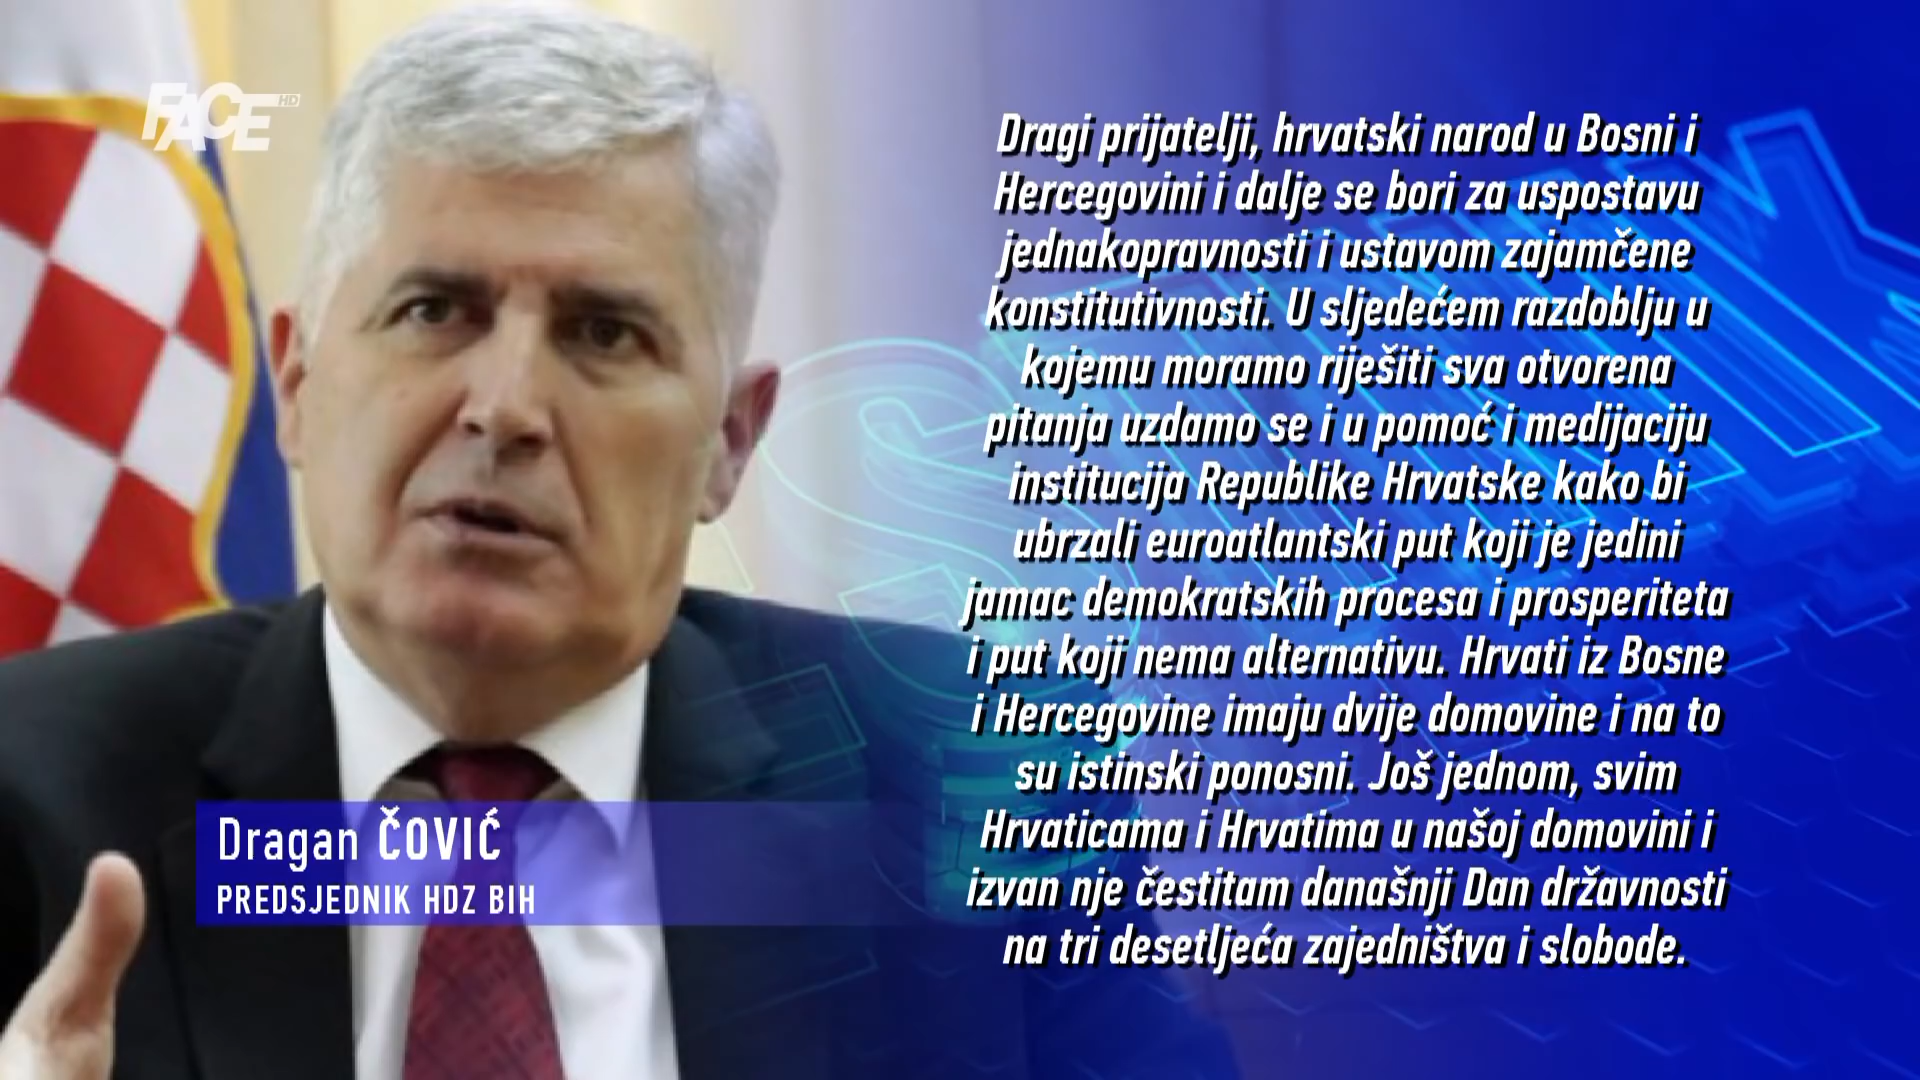 FACE HD
Dragi prijatelji, hrvatski narod u Bosni i
Hercegovini i dalje se bori za uspostavu
jednakopravnosti i ustavom zajamčene
konstitutivnosti. U sljedećem razdoblju u
kojemu moramo riješiti sva otvorena
pitanja uzdamo se i u pomoć i medijaciju
institucija Republike Hrvatske kako bi
ubrzali euroatlantski put koji je jedini
jamac demokratskih procesa i prosperiteta
i put koji nema alternativu. Hrvati iz Bosne
i Hercegovine imaju dvije domovine i na to
su istinski ponosni. Još jednom, svim
Hrvaticama i Hrvatima u našoj domovini i
izvan nje čestitam današnji Dan državnosti
na tri desetljeća zajedništva i slobode.
Dragan ČOVIĆ
PREDSJEDNIK HDZ BIH